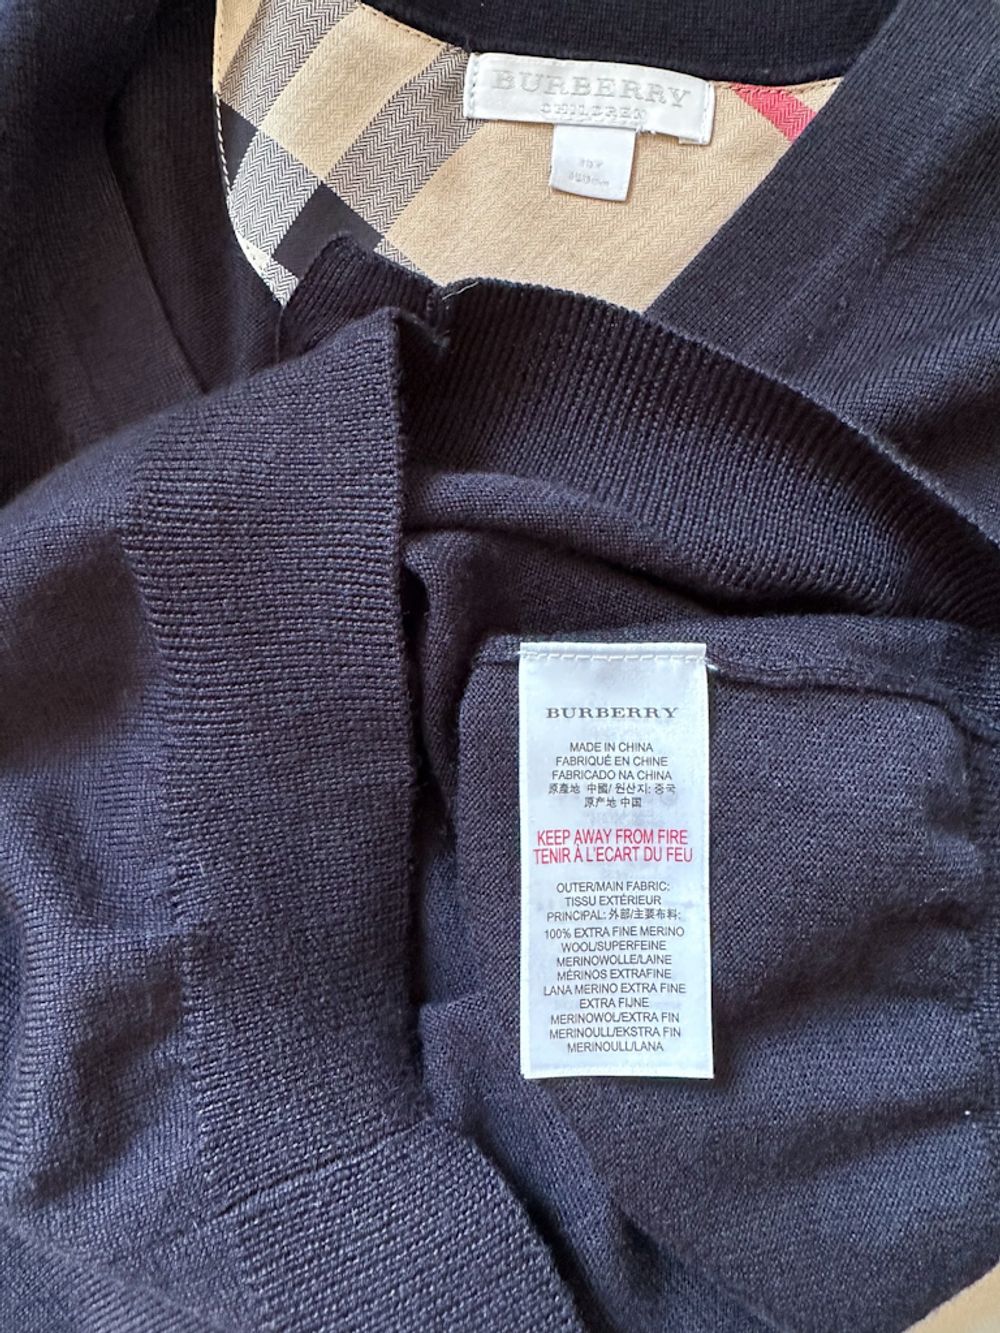 BURBERRY
CHILDREN
BURBERRY
MADE IN CHINA
FABRIQUÉ EN CHINE
FABRICADO NA CHINA
原產地 中國/ 원산지: 중국
原产地 中国
KEEP AWAY FROM FIRE
TENIR À L'ECART DU FEU
OUTER/MAIN FABRIC:
TISSU EXTÉRIEUR
PRINCIPAL: 外部/主要布料:
100% EXTRA FINE MERINO
WOOL/SUPERFEINE
MERINOWOLLE/LAINE
MÉRINOS EXTRAFINE
LANA MERINO EXTRA FINE
EXTRA FIJNE
MERINOWOL/EXTRA FIN
MERINOULL/EKSTRA FIN
MERINOULL/LANA